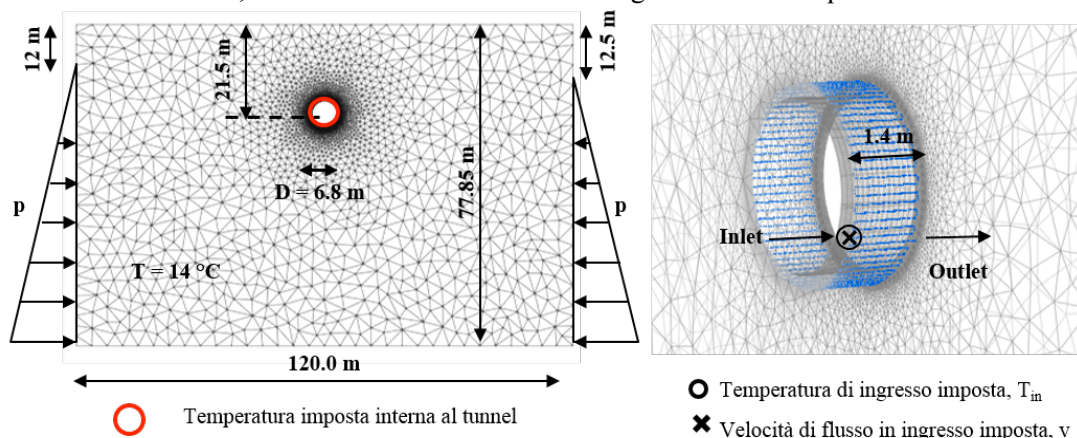 12 m
21.5 m
12.5 m
D = 6.8 m
77.85 m
p
p
T = 14 °C
120.0 m
Temperatura imposta interna al tunnel
1.4 m
Inlet
Outlet
Temperatura di ingresso imposta, T_in
Velocità di flusso in ingresso imposta, v